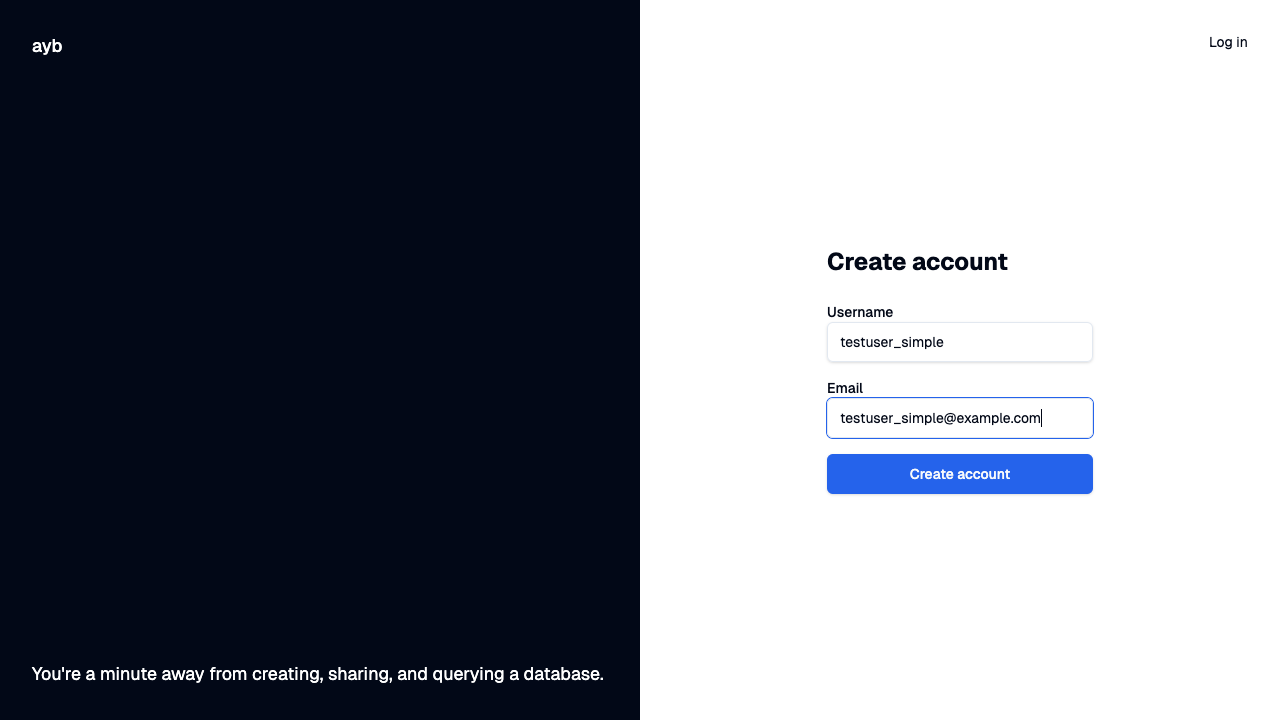 ayb
Log in
Create account
Username
testuser_simple
Email
testuser_simple@example.com
Create account
You're a minute away from creating, sharing, and querying a database.